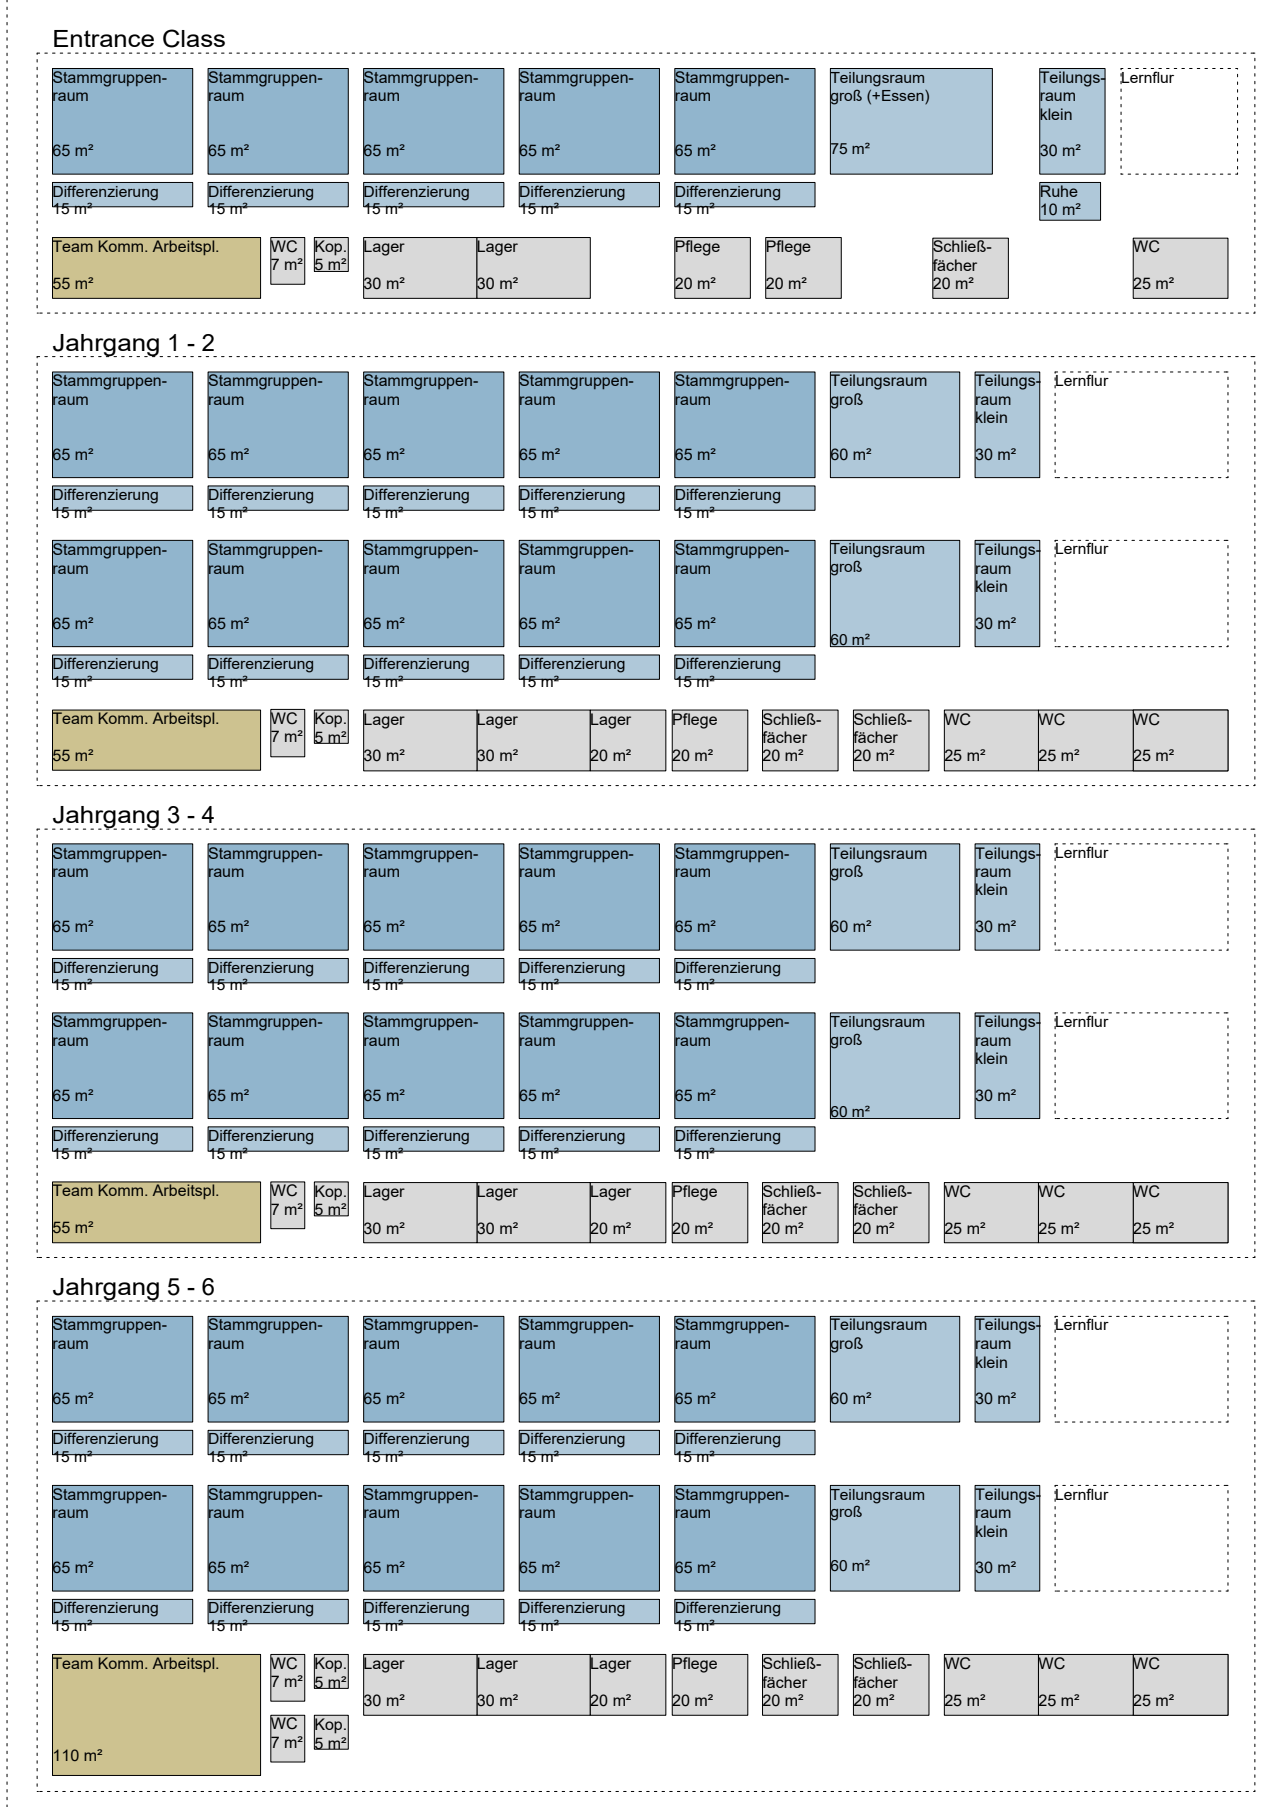 Entrance Class
Stammgruppen-
raum
65 m²
Stammgruppen-
raum
65 m²
Stammgruppen-
raum
65 m²
Stammgruppen-
raum
65 m²
Stammgruppen-
raum
65 m²
Teilungsraum
groß (+Essen)
75 m²
Teilungs-
raum
klein
30 m²
Lernflur
Differenzierung
15 m²
Differenzierung
15 m²
Differenzierung
15 m²
Differenzierung
15 m²
Differenzierung
15 m²
Ruhe
10 m²
Team Komm. Arbeitspl.
55 m²
WC
7 m²
Kop.
5 m²
Lager
30 m²
Lager
30 m²
Pflege
20 m²
Pflege
20 m²
Schließ-
fächer
20 m²
WC
25 m²
Jahrgang 1 - 2
Stammgruppen-
raum
65 m²
Stammgruppen-
raum
65 m²
Stammgruppen-
raum
65 m²
Stammgruppen-
raum
65 m²
Stammgruppen-
raum
65 m²
Teilungsraum
groß
60 m²
Teilungs-
raum
klein
30 m²
Lernflur
Differenzierung
15 m²
Differenzierung
15 m²
Differenzierung
15 m²
Differenzierung
15 m²
Differenzierung
15 m²
Stammgruppen-
raum
65 m²
Stammgruppen-
raum
65 m²
Stammgruppen-
raum
65 m²
Stammgruppen-
raum
65 m²
Stammgruppen-
raum
65 m²
Teilungsraum
groß
60 m²
Teilungs-
raum
klein
30 m²
Lernflur
Differenzierung
15 m²
Differenzierung
15 m²
Differenzierung
15 m²
Differenzierung
15 m²
Differenzierung
15 m²
Team Komm. Arbeitspl.
55 m²
WC
7 m²
Kop.
5 m²
Lager
30 m²
Lager
30 m²
Lager
20 m²
Pflege
20 m²
Schließ-
fächer
20 m²
Schließ-
fächer
20 m²
WC
25 m²
WC
25 m²
WC
25 m²
Jahrgang 3 - 4
Stammgruppen-
raum
65 m²
Stammgruppen-
raum
65 m²
Stammgruppen-
raum
65 m²
Stammgruppen-
raum
65 m²
Stammgruppen-
raum
65 m²
Teilungsraum
groß
60 m²
Teilungs-
raum
klein
30 m²
Lernflur
Differenzierung
15 m²
Differenzierung
15 m²
Differenzierung
15 m²
Differenzierung
15 m²
Differenzierung
15 m²
Stammgruppen-
raum
65 m²
Stammgruppen-
raum
65 m²
Stammgruppen-
raum
65 m²
Stammgruppen-
raum
65 m²
Stammgruppen-
raum
65 m²
Teilungsraum
groß
60 m²
Teilungs-
raum
klein
30 m²
Lernflur
Differenzierung
15 m²
Differenzierung
15 m²
Differenzierung
15 m²
Differenzierung
15 m²
Differenzierung
15 m²
Team Komm. Arbeitspl.
55 m²
WC
7 m²
Kop.
5 m²
Lager
30 m²
Lager
30 m²
Lager
20 m²
Pflege
20 m²
Schließ-
fächer
20 m²
Schließ-
fächer
20 m²
WC
25 m²
WC
25 m²
WC
25 m²
Jahrgang 5 - 6
Stammgruppen-
raum
65 m²
Stammgruppen-
raum
65 m²
Stammgruppen-
raum
65 m²
Stammgruppen-
raum
65 m²
Stammgruppen-
raum
65 m²
Teilungsraum
groß
60 m²
Teilungs-
raum
klein
30 m²
Lernflur
Differenzierung
15 m²
Differenzierung
15 m²
Differenzierung
15 m²
Differenzierung
15 m²
Differenzierung
15 m²
Stammgruppen-
raum
65 m²
Stammgruppen-
raum
65 m²
Stammgruppen-
raum
65 m²
Stammgruppen-
raum
65 m²
Stammgruppen-
raum
65 m²
Teilungsraum
groß
60 m²
Teilungs-
raum
klein
30 m²
Lernflur
Differenzierung
15 m²
Differenzierung
15 m²
Differenzierung
15 m²
Differenzierung
15 m²
Differenzierung
15 m²
Team Komm. Arbeitspl.
110 m²
WC
7 m²
Kop.
5 m²
Lager
30 m²
Lager
30 m²
Lager
20 m²
Pflege
20 m²
Schließ-
fächer
20 m²
Schließ-
fächer
20 m²
WC
25 m²
WC
25 m²
WC
25 m²
WC
7 m²
Kop.
5 m²